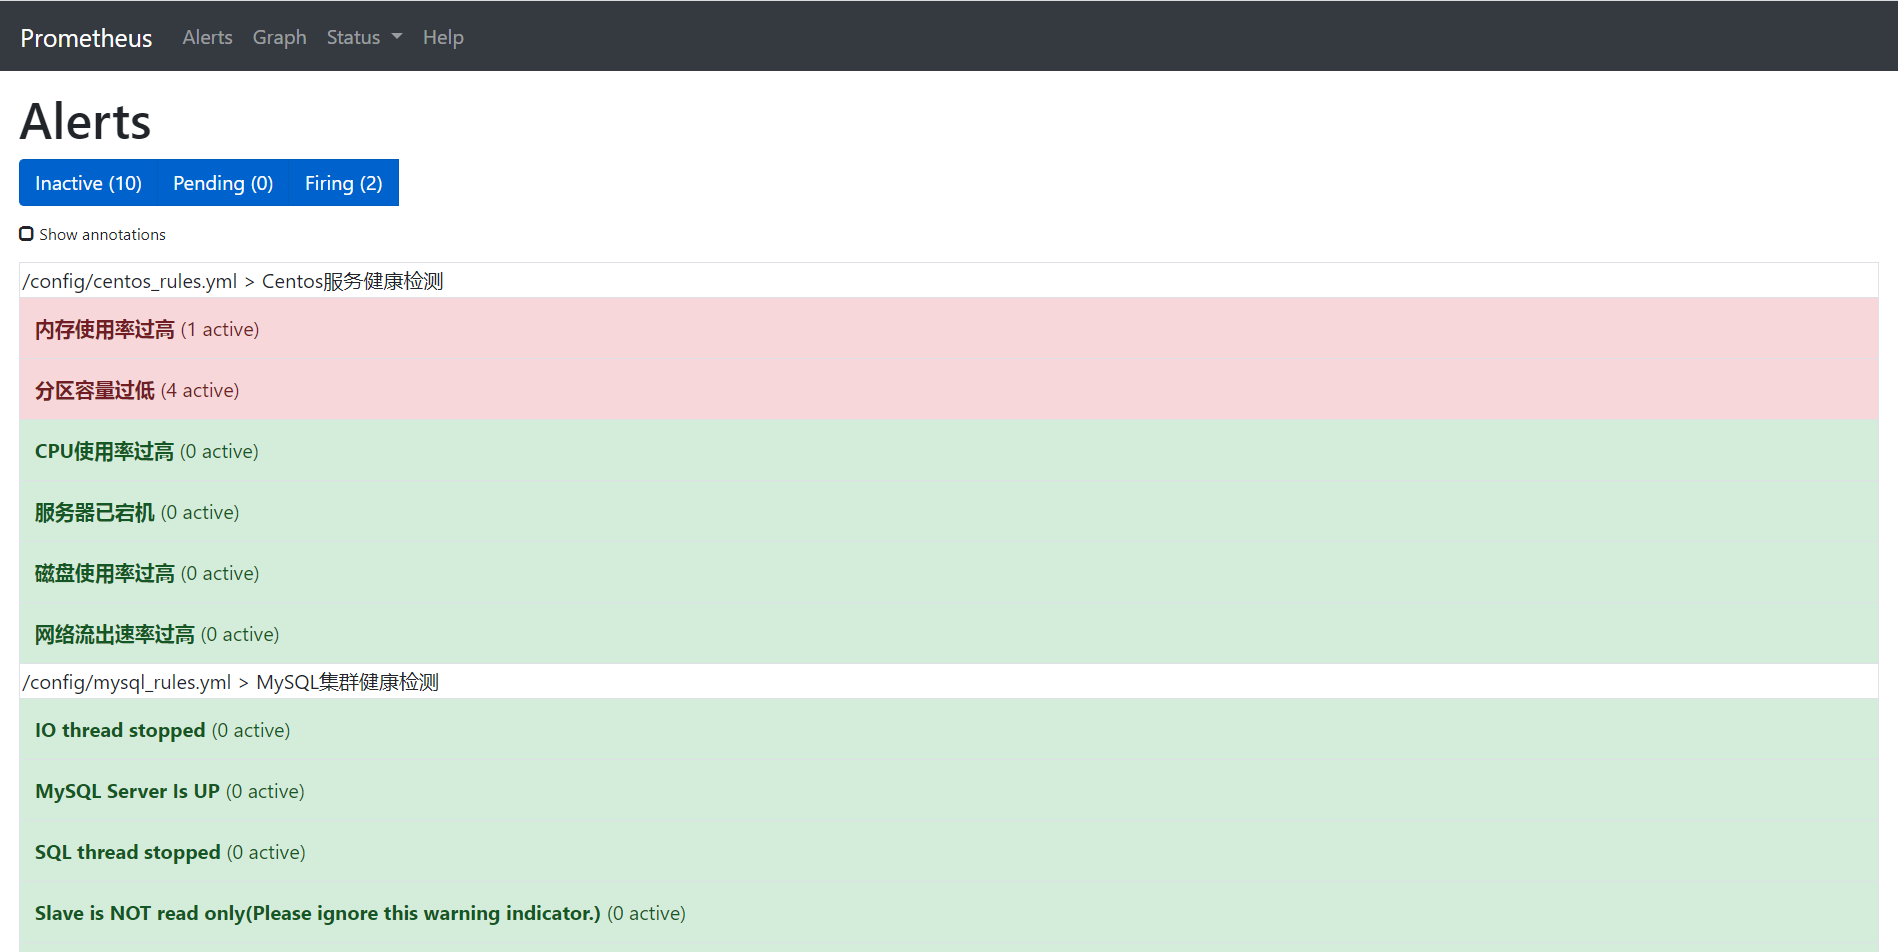 Prometheus Alerts Graph Status Help
Alerts
Inactive (10) Pending (0) Firing (2)
Show annotations
/config/centos_rules.yml > Centos服务健康检测
内存使用率过高 (1 active)
分区容量过低 (4 active)
CPU使用率过高 (0 active)
服务器已宕机 (0 active)
磁盘使用率过高 (0 active)
网络流出速率过高 (0 active)
/config/mysql_rules.yml > MySQL集群健康检测
IO thread stopped (0 active)
MySQL Server Is UP (0 active)
SQL thread stopped (0 active)
Slave is NOT read only(Please ignore this warning indicator.) (0 active)